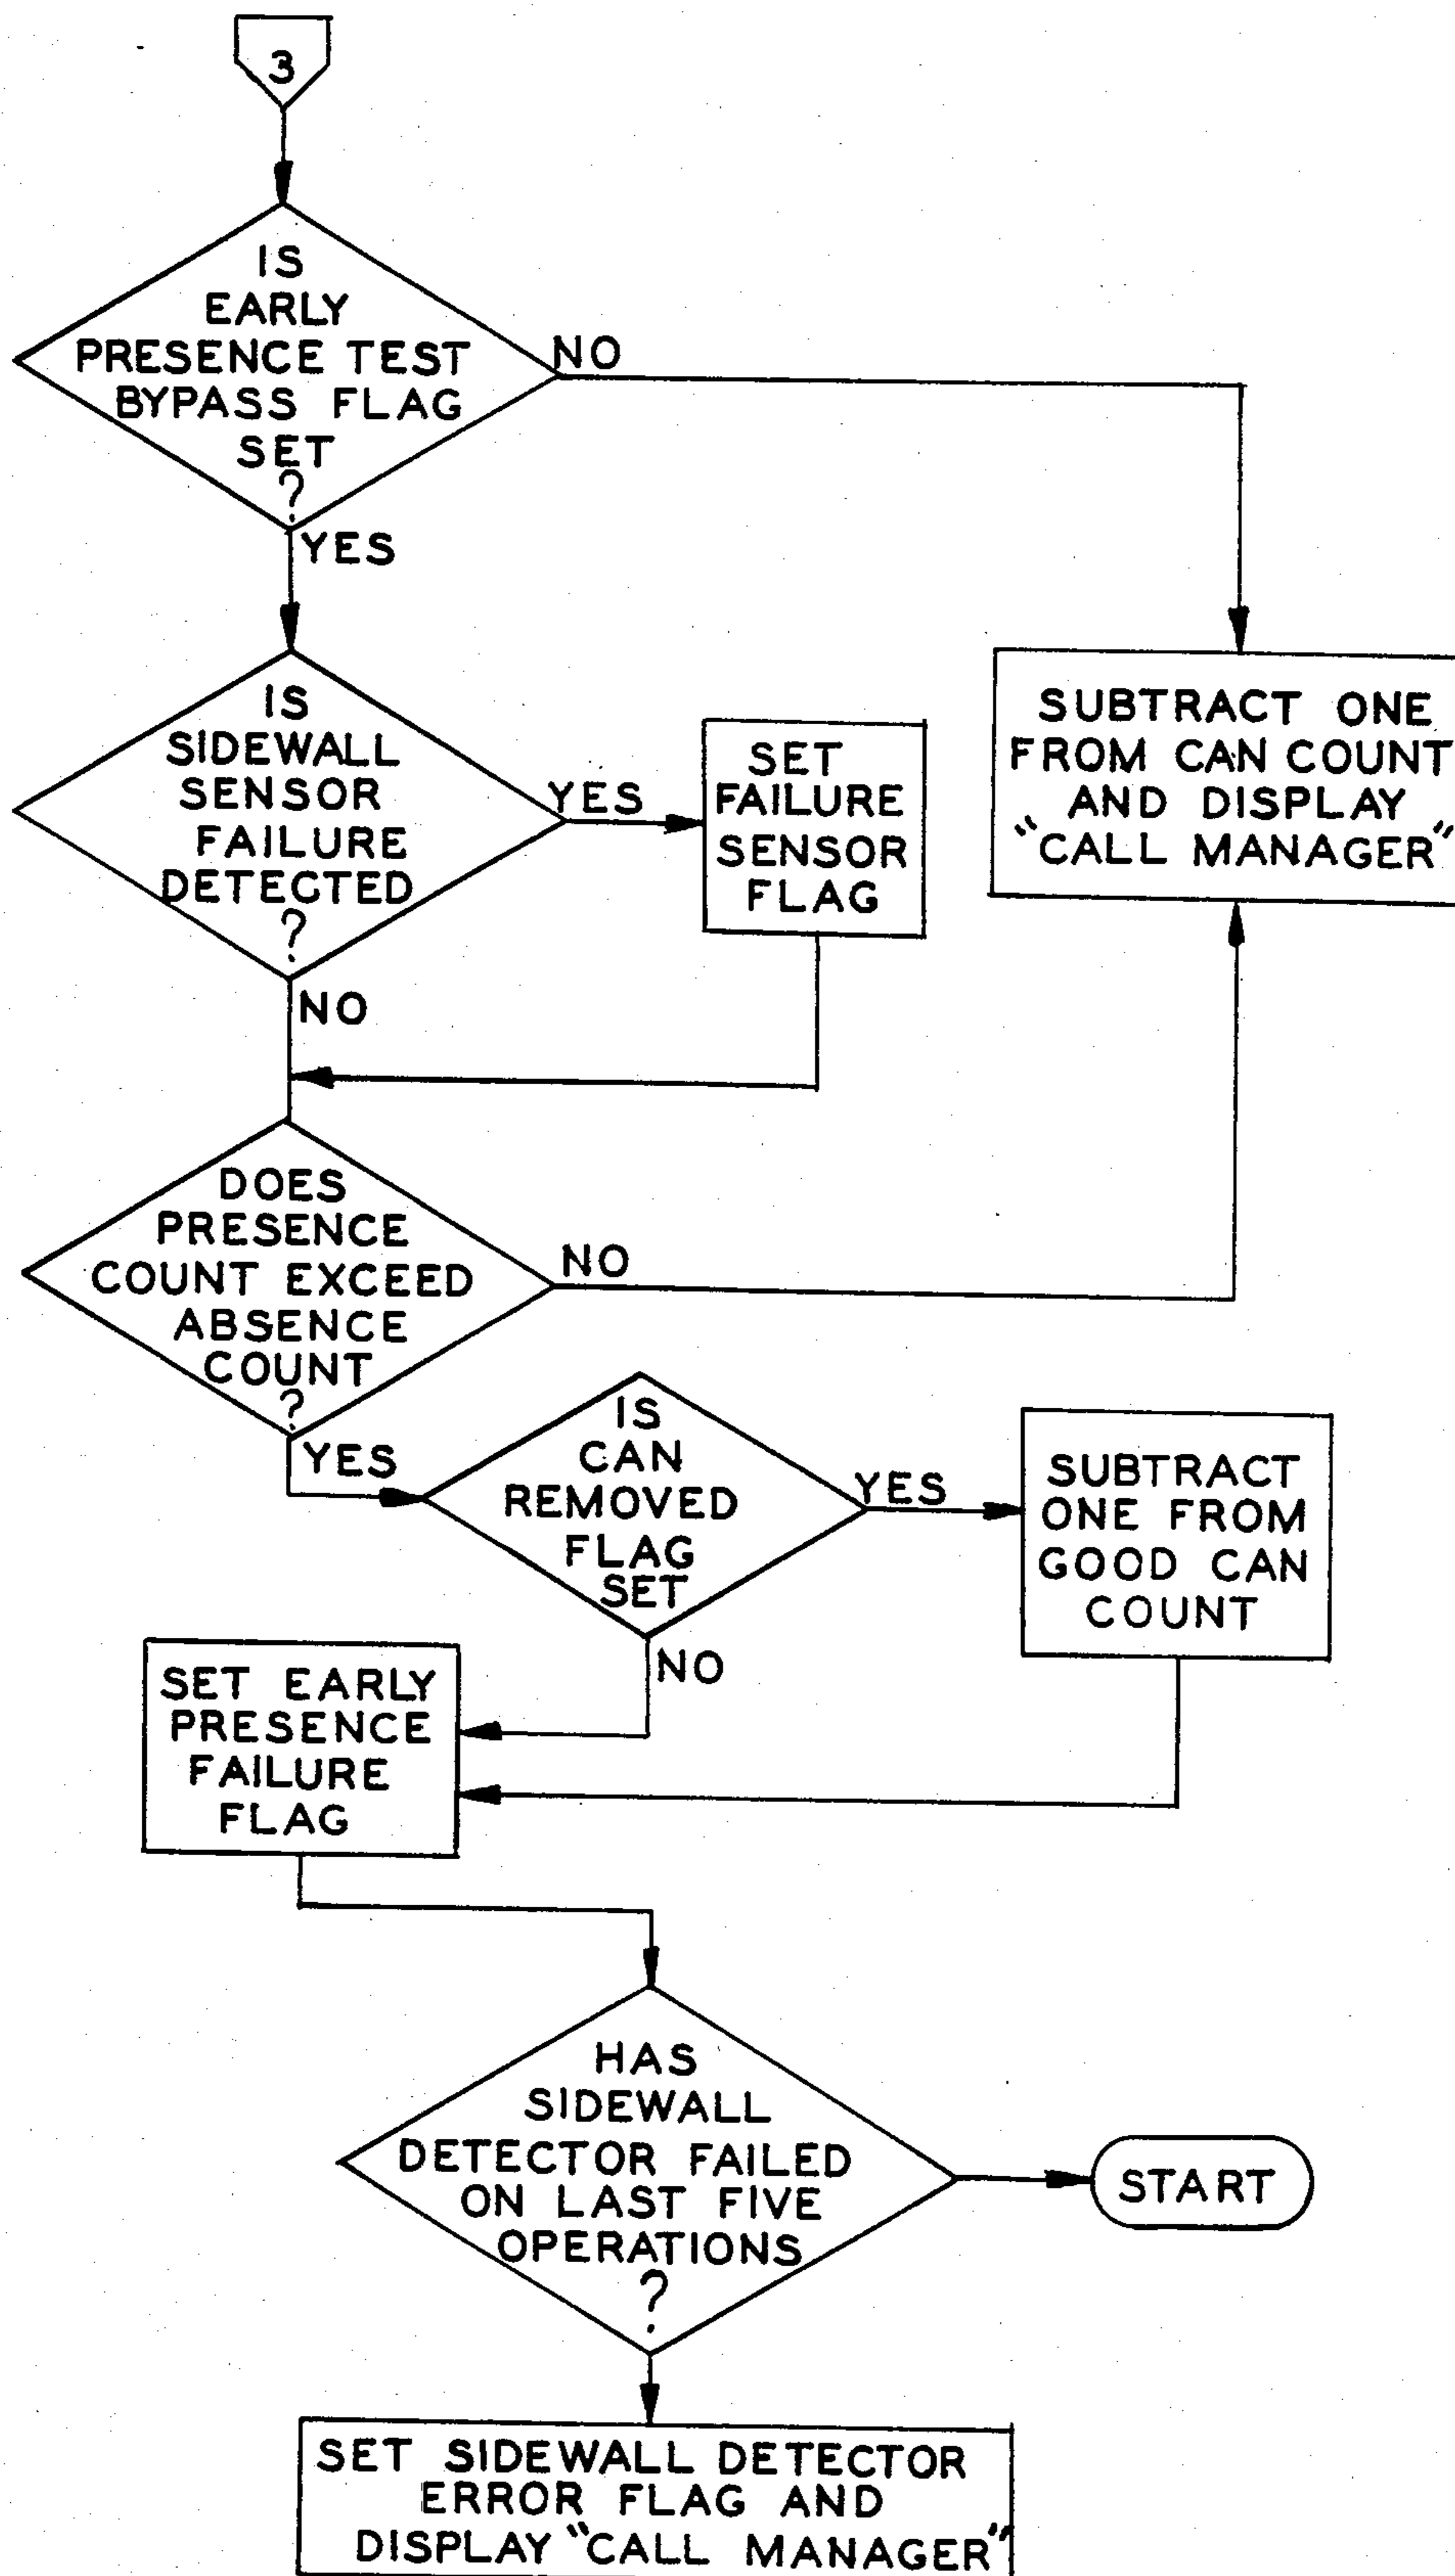 3
IS
EARLY
PRESENCE TEST
BYPASS FLAG
SET
?
NO
YES
IS
SIDEWALL
SENSOR
FAILURE
DETECTED
?
YES
NO
SET
FAILURE
SENSOR
FLAG
SUBTRACT ONE
FROM CAN COUNT
AND DISPLAY
"CALL MANAGER"
DOES
PRESENCE
COUNT EXCEED
ABSENCE
COUNT
?
NO
YES
IS
CAN
REMOVED
FLAG
SET
YES
NO
SUBTRACT
ONE FROM
GOOD CAN
COUNT
SET EARLY
PRESENCE
FAILURE
FLAG
HAS
SIDEWALL
DETECTOR FAILED
ON LAST FIVE
OPERATIONS
?
START
SET SIDEWALL DETECTOR
ERROR FLAG AND
DISPLAY "CALL MANAGER"